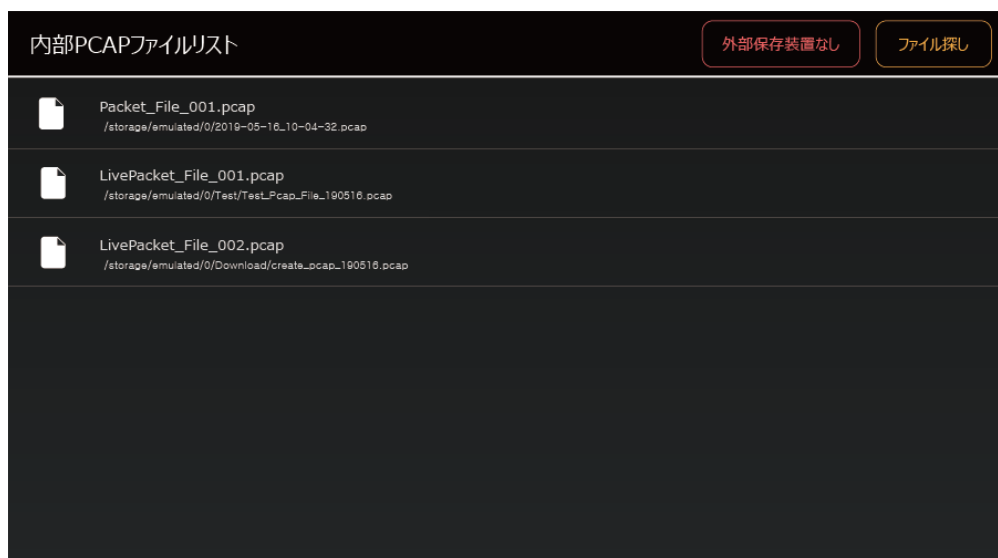 内部PCAPファイルリスト
外部保存装置なし
ファイル探し
Packet_File_001.pcap
/storage/emulated/0/2019-05-16_10-04-32.pcap
LivePacket_File_001.pcap
/storage/emulated/0/Test/Test_Pcap_File_190516.pcap
LivePacket_File_002.pcap
/storage/emulated/0/Download/create_pcap_190516.pcap